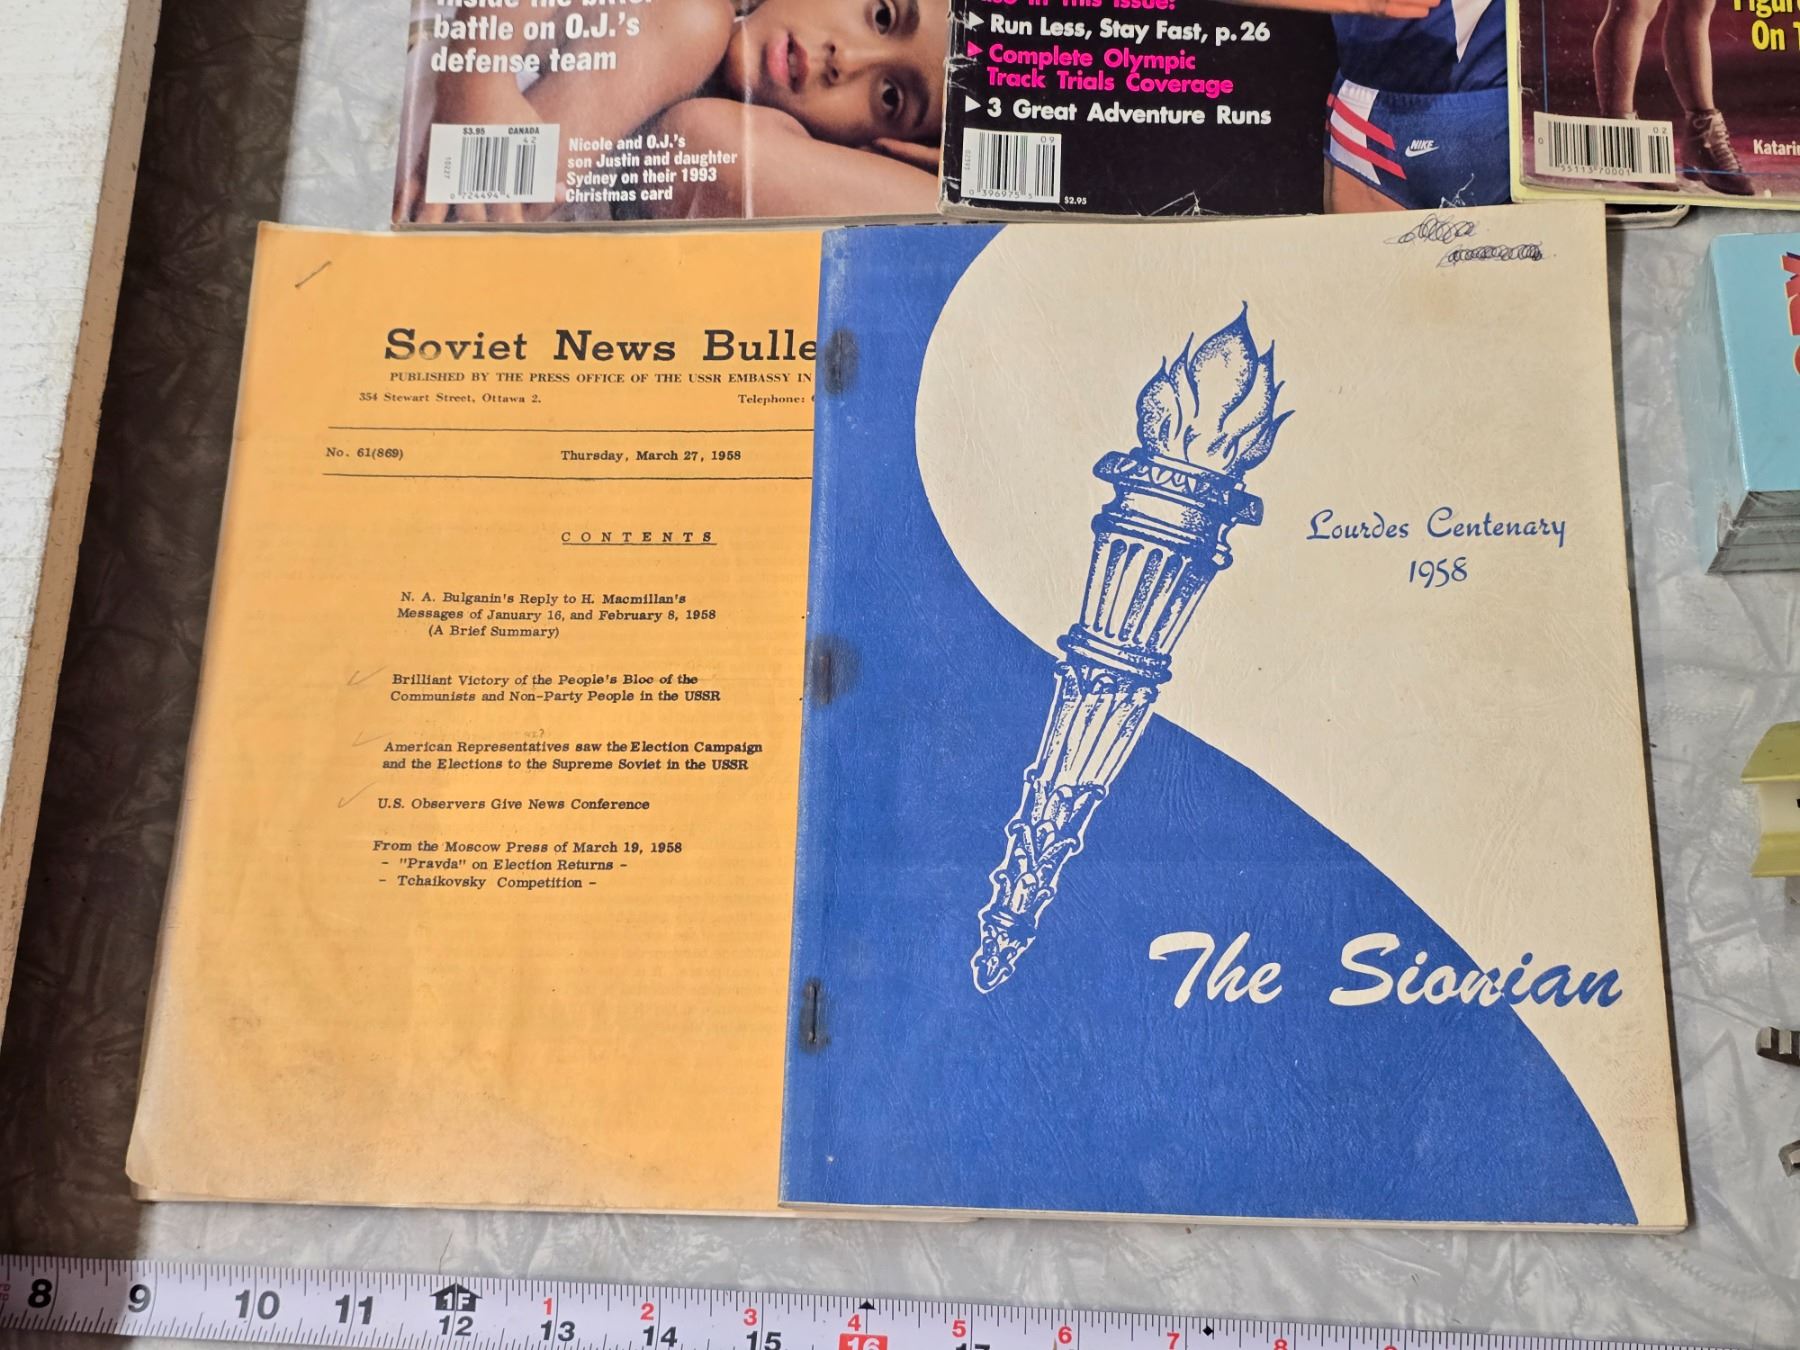 battle on O.J.'s
defense team
$3.95 CANADA
42
Nicole and O.J.'s
son Justin and daughter
Sydney on their 1993
Christmas card
in This Issue:
Run Less, Stay Fast, p.26
Complete Olympic
Track Trials Coverage
3 Great Adventure Runs
09
$2.95
NIKE
On
02
Soviet News
PUBLISHED BY THE PRESS OFFICE OF THE USSR EMBASSY IN
354 Stewart Street, Ottawa 2.
Telephone:
No. 61(869)
Thursday, March 27, 1958
CONTENTS
N. A. Bulganin's Reply to H. Macmillan's
Messages of January 16, and February 8, 1958
(A Brief Summary)
Brilliant Victory of the People's Bloc of the
Communists and Non-Party People in the USSR
American Representatives saw the Election Campaign
and the Elections to the Supreme Soviet in the USSR
U.S. Observers Give News Conference
From the Moscow Press of March 19, 1958
- "Pravda" on Election Returns -
- Tchaikovsky Competition -
Lourdes Centenary
1958
The Sionian
8 9 10 11 1F 1 2 3 4 5 6 7 8
12 13 14 15 16